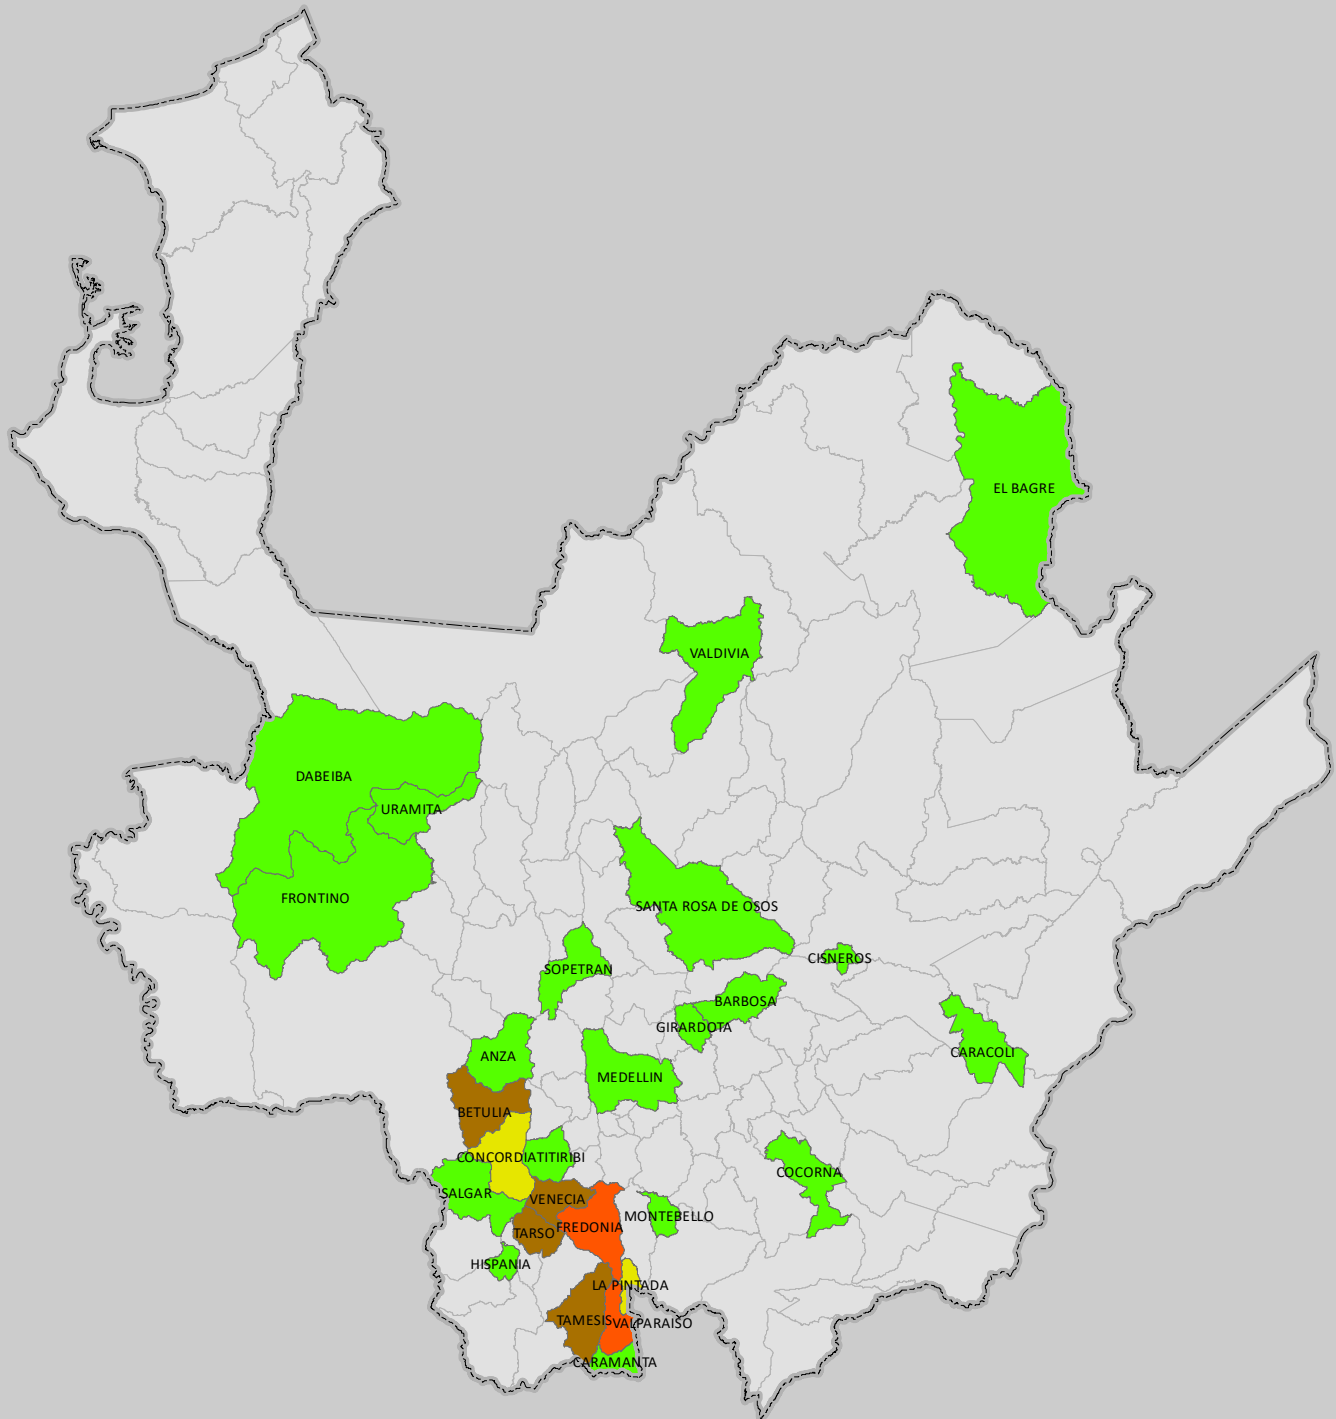 EL BAGRE
VALDIVIA
DABEIBA
URAMITA
FRONTINO
SANTA ROSA DE OSOS
CISNEROS
SOPETRAN
BARBOSA
GIRARDOTA
CARACOLI
ANZA
MEDELLIN
BETULIA
CONCORDIA
TITIRIBI
COCORNA
SALGAR
VENECIA
MONTEBELLO
FREDONIA
TARSO
HISPANIA
LA PINTADA
TAMESIS
VALPARAISO
CARAMANTA